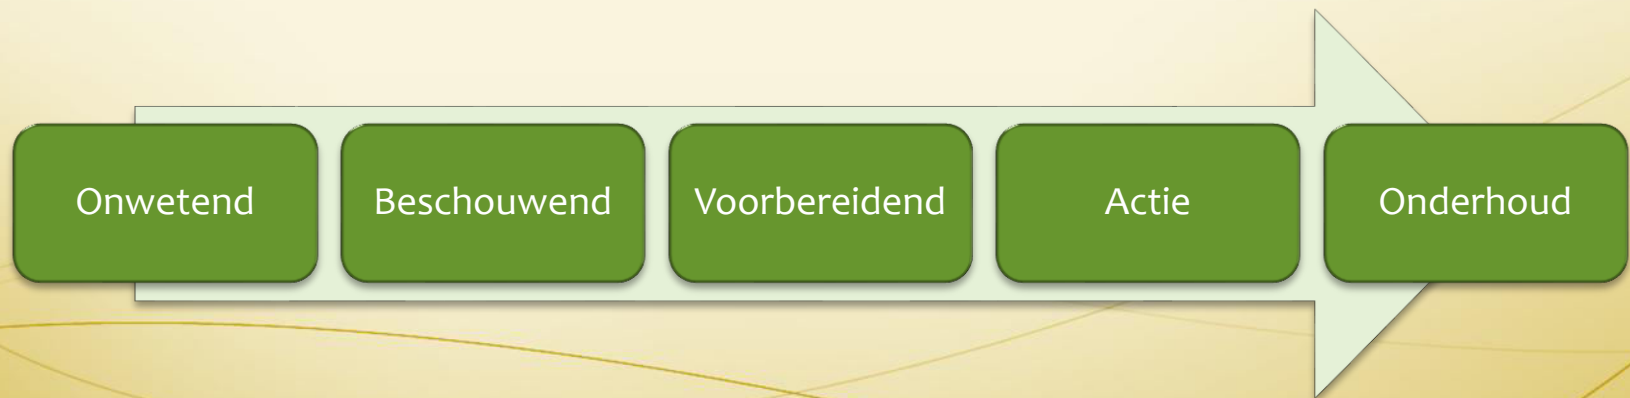 Onwetend
Beschouwend
Voorbereidend
Actie
Onderhoud